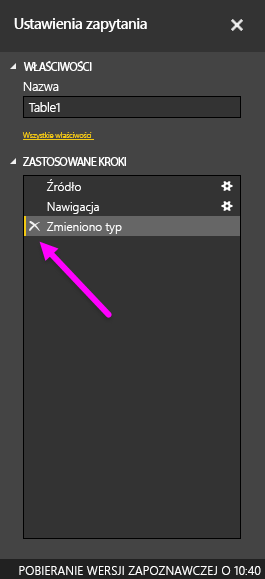 Ustawienia zapytania
WŁAŚCIWOŚCI
Nazwa
Table1
Wszystkie właściwości
ZASTOSOWANE KROKI
Źródło
Nawigacja
Zmieniono typ
POBIERANIE WERSJI ZAPOZNAWCZEJ O 10:40